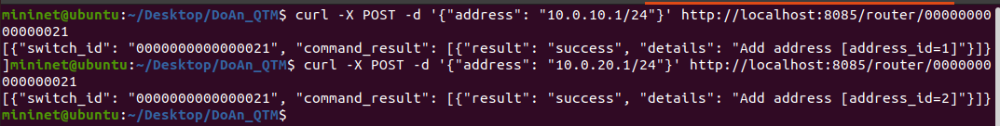 mininet@ubuntu:~/Desktop/DoAn_QTM$ curl -X POST -d '{"address": "10.0.10.1/24"}' http://localhost:8085/router/00000000
00000021
[{"switch_id": "0000000000000021", "command_result": [{"result": "success", "details": "Add address [address_id=1]"}]}
]mininet@ubuntu:~/Desktop/DoAn_QTM$ curl -X POST -d '{"address": "10.0.20.1/24"}' http://localhost:8085/router/0000000
000000021
[{"switch_id": "0000000000000021", "command_result": [{"result": "success", "details": "Add address [address_id=2]"}]}
mininet@ubuntu:~/Desktop/DoAn_QTM$